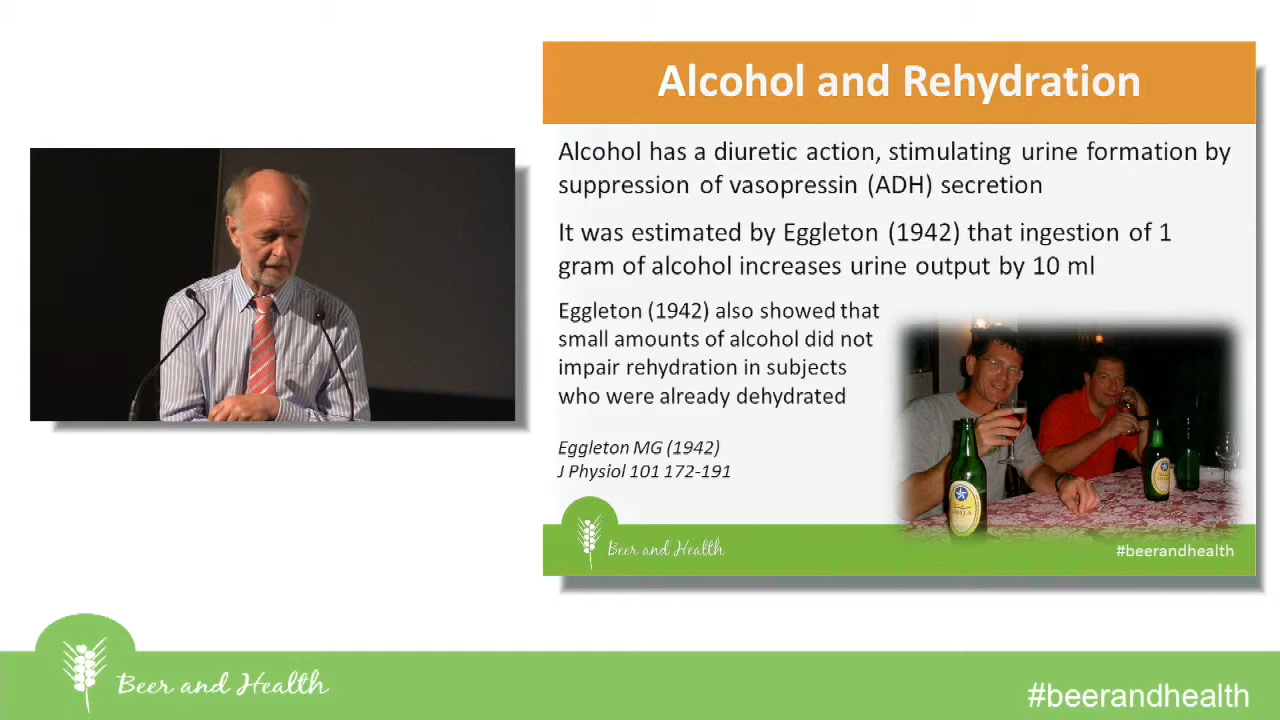 Alcohol and Rehydration
Alcohol has a diuretic action, stimulating urine formation by
suppression of vasopressin (ADH) secretion
It was estimated by Eggleton (1942) that ingestion of 1
gram of alcohol increases urine output by 10 ml
Eggleton (1942) also showed that
small amounts of alcohol did not
impair rehydration in subjects
who were already dehydrated
Eggleton MG (1942)
J Physiol 101 172-191
Beer and Health
#beerandhealth
Beer and Health
#beerandhealth